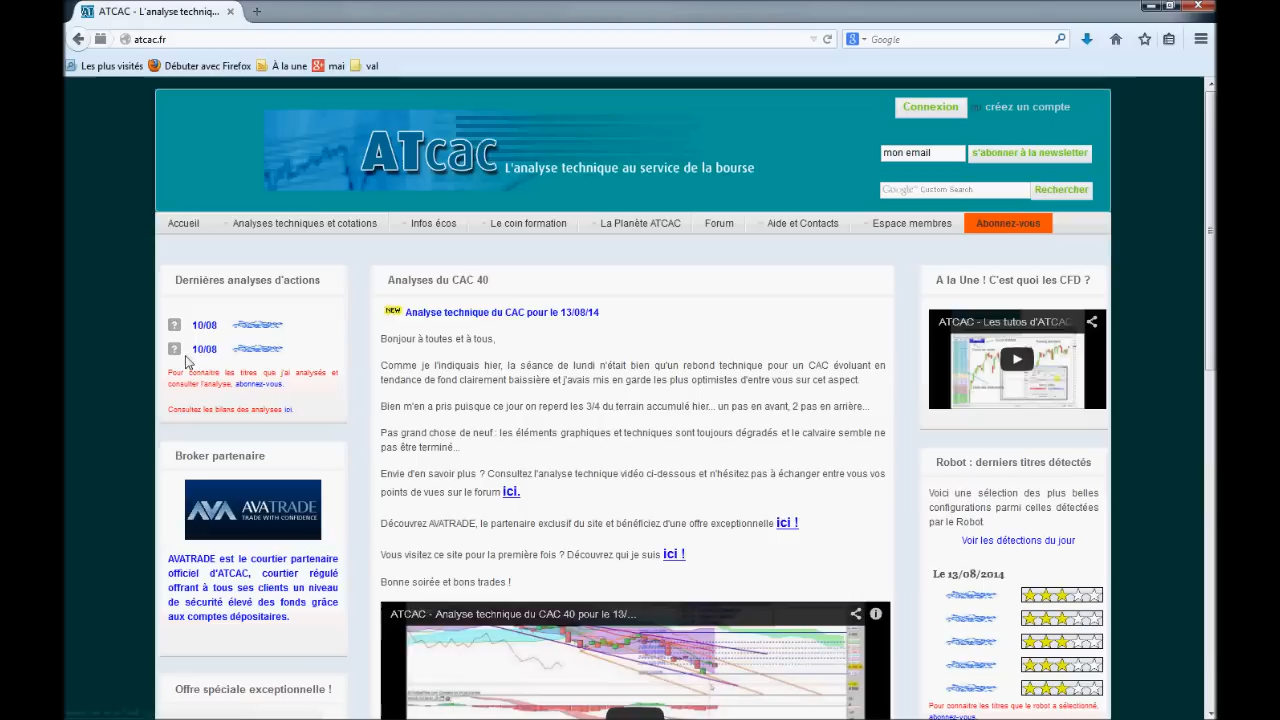 ATCAC - L'analyse techniq...
atcac.fr
Google
Les plus visités
Débuter avec Firefox
À la une
mai
val
ATcac
L'analyse technique au service de la bourse
Connexion
créez un compte
mon email
s'abonner à la newsletter
Google™ Custom Search
Rechercher
Accueil
Analyses techniques et cotations
Infos écos
Le coin formation
La Planète ATCAC
Forum
Aide et Contacts
Espace membres
Abonnez-vous
Dernières analyses d'actions
? 10/08
? 10/08
Pour connaitre les titres que j'ai analysés et
consulter l'analyse, abonnez-vous.
Consultez les bilans des analyses ici.
Broker partenaire
AVA AVATRADE
TRADE WITH CONFIDENCE
AVATRADE est le courtier partenaire
officiel d'ATCAC, courtier régulé
offrant à tous ses clients un niveau
de sécurité élevé des fonds grâce
aux comptes dépositaires.
Offre spéciale exceptionnelle !
Analyses du CAC 40
NEW Analyse technique du CAC pour le 13/08/14
Bonjour à toutes et à tous,
Comme je l'indiquais hier, la séance de lundi n'était bien qu'un rebond technique pour un CAC évoluant en
tendance de fond clairement baissière et j'avais mis en garde les plus optimistes d'entre vous sur cet aspect.
Bien m'en a pris puisque ce jour on reperd les 3/4 du terrain accumulé hier... un pas en avant, 2 pas en arrière...
Pas grand chose de neuf : les éléments graphiques et techniques sont toujours dégradés et le calvaire semble ne
pas être terminé...
Envie d'en savoir plus ? Consultez l'analyse technique vidéo ci-dessous et n'hésitez pas à échanger entre vous vos
points de vues sur le forum ici.
Découvrez AVATRADE, le partenaire exclusif du site et bénéficiez d'une offre exceptionnelle ici !
Vous visitez ce site pour la première fois ? Découvrez qui je suis ici !
Bonne soirée et bons trades !
ATCAC - Analyse technique du CAC 40 pour le 13/...
A la Une ! C'est quoi les CFD ?
ATCAC - Les tutos d'ATCAC
Robot : derniers titres détectés
Voici une sélection des plus belles
configurations parmi celles détectées
par le Robot
Voir les détections du jour
Le 13/08/2014
Pour connaitre les titres que le robot a sélectionné,
abonnez-vous.